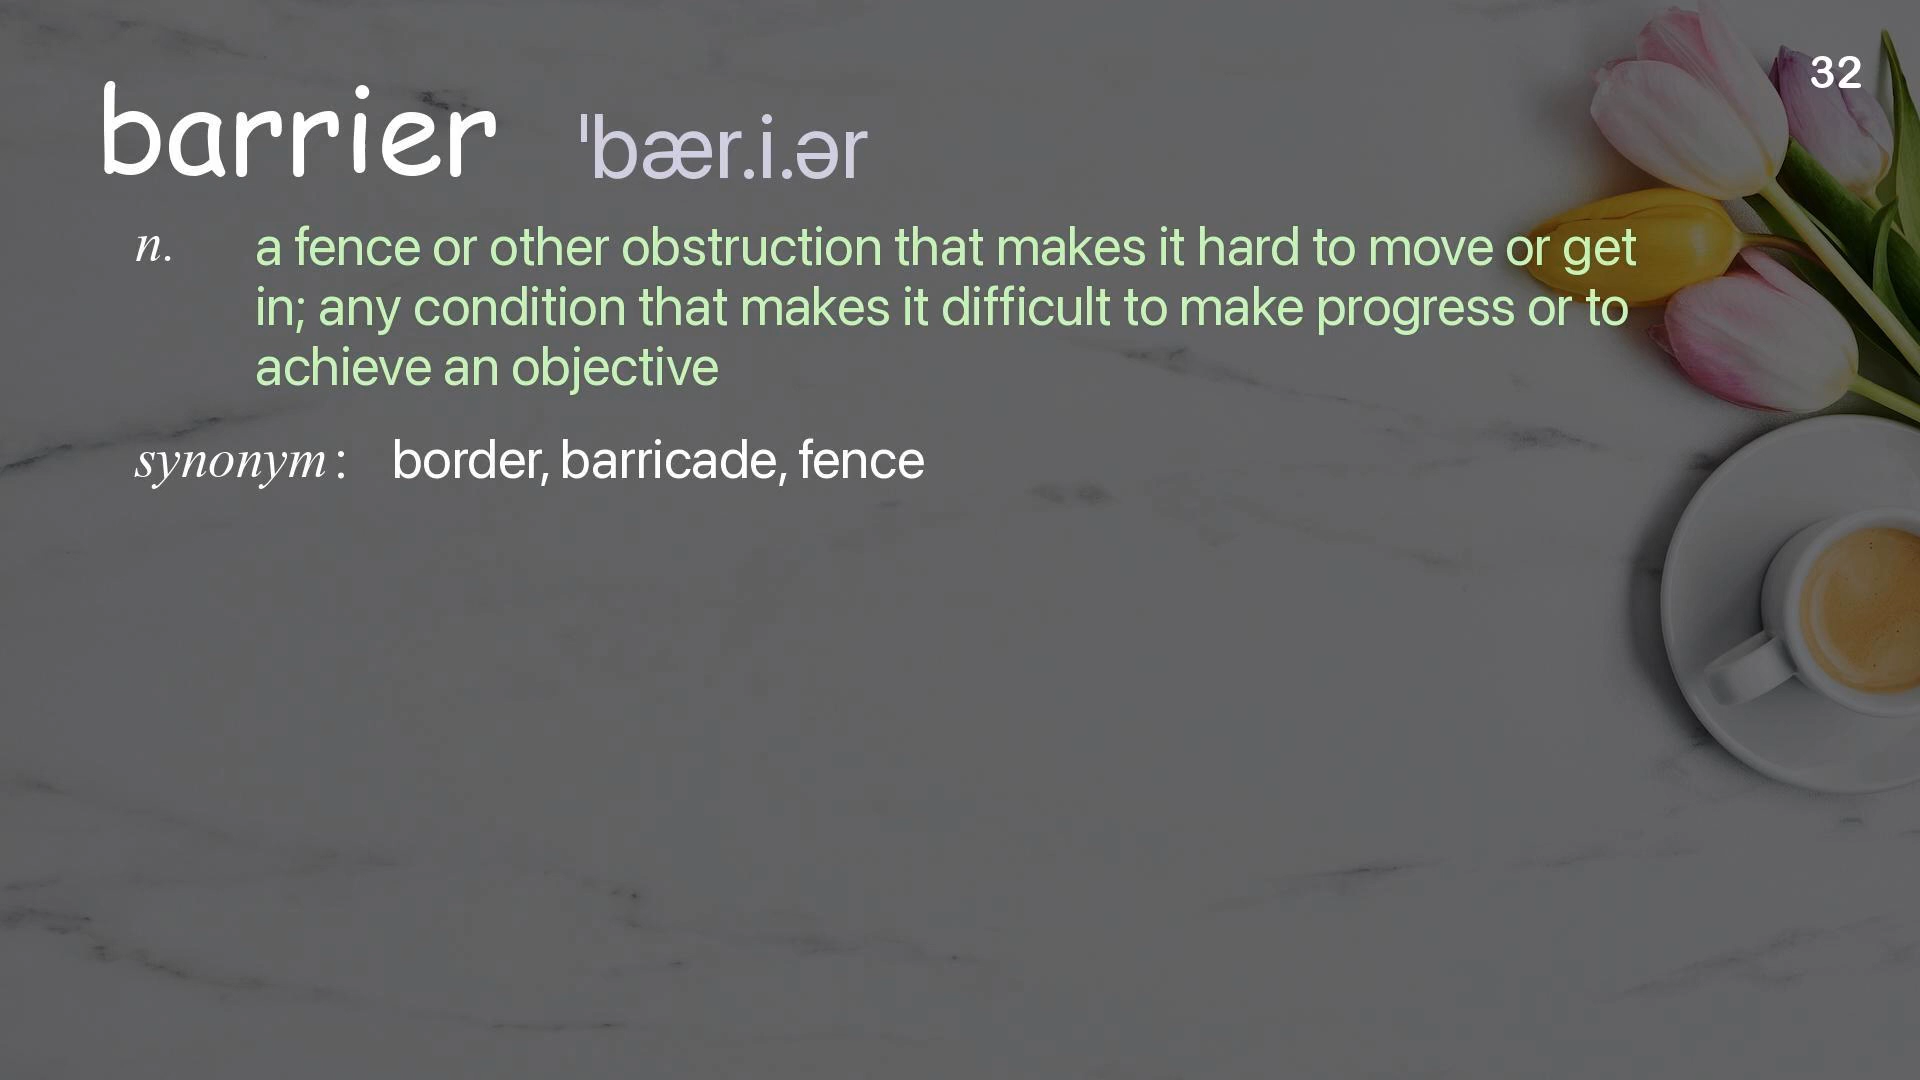 32
barrier ˈbær.i.ər
n. a fence or other obstruction that makes it hard to move or get
in; any condition that makes it difficult to make progress or to
achieve an objective
synonym: border, barricade, fence